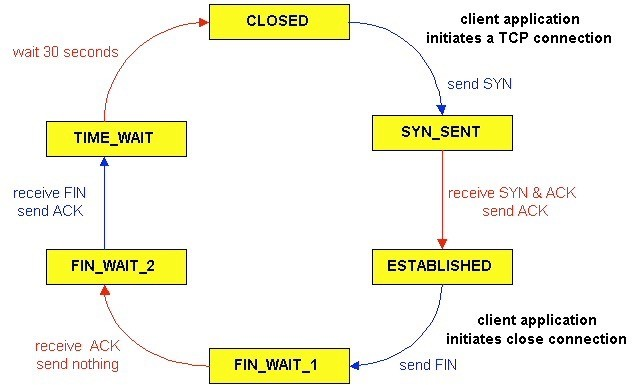 CLOSED
client application
initiates a TCP connection
wait 30 seconds
send SYN
TIME_WAIT
SYN_SENT
receive FIN
send ACK
receive SYN & ACK
send ACK
FIN_WAIT_2
ESTABLISHED
client application
initiates close connection
receive ACK
send nothing
FIN_WAIT_1
send FIN